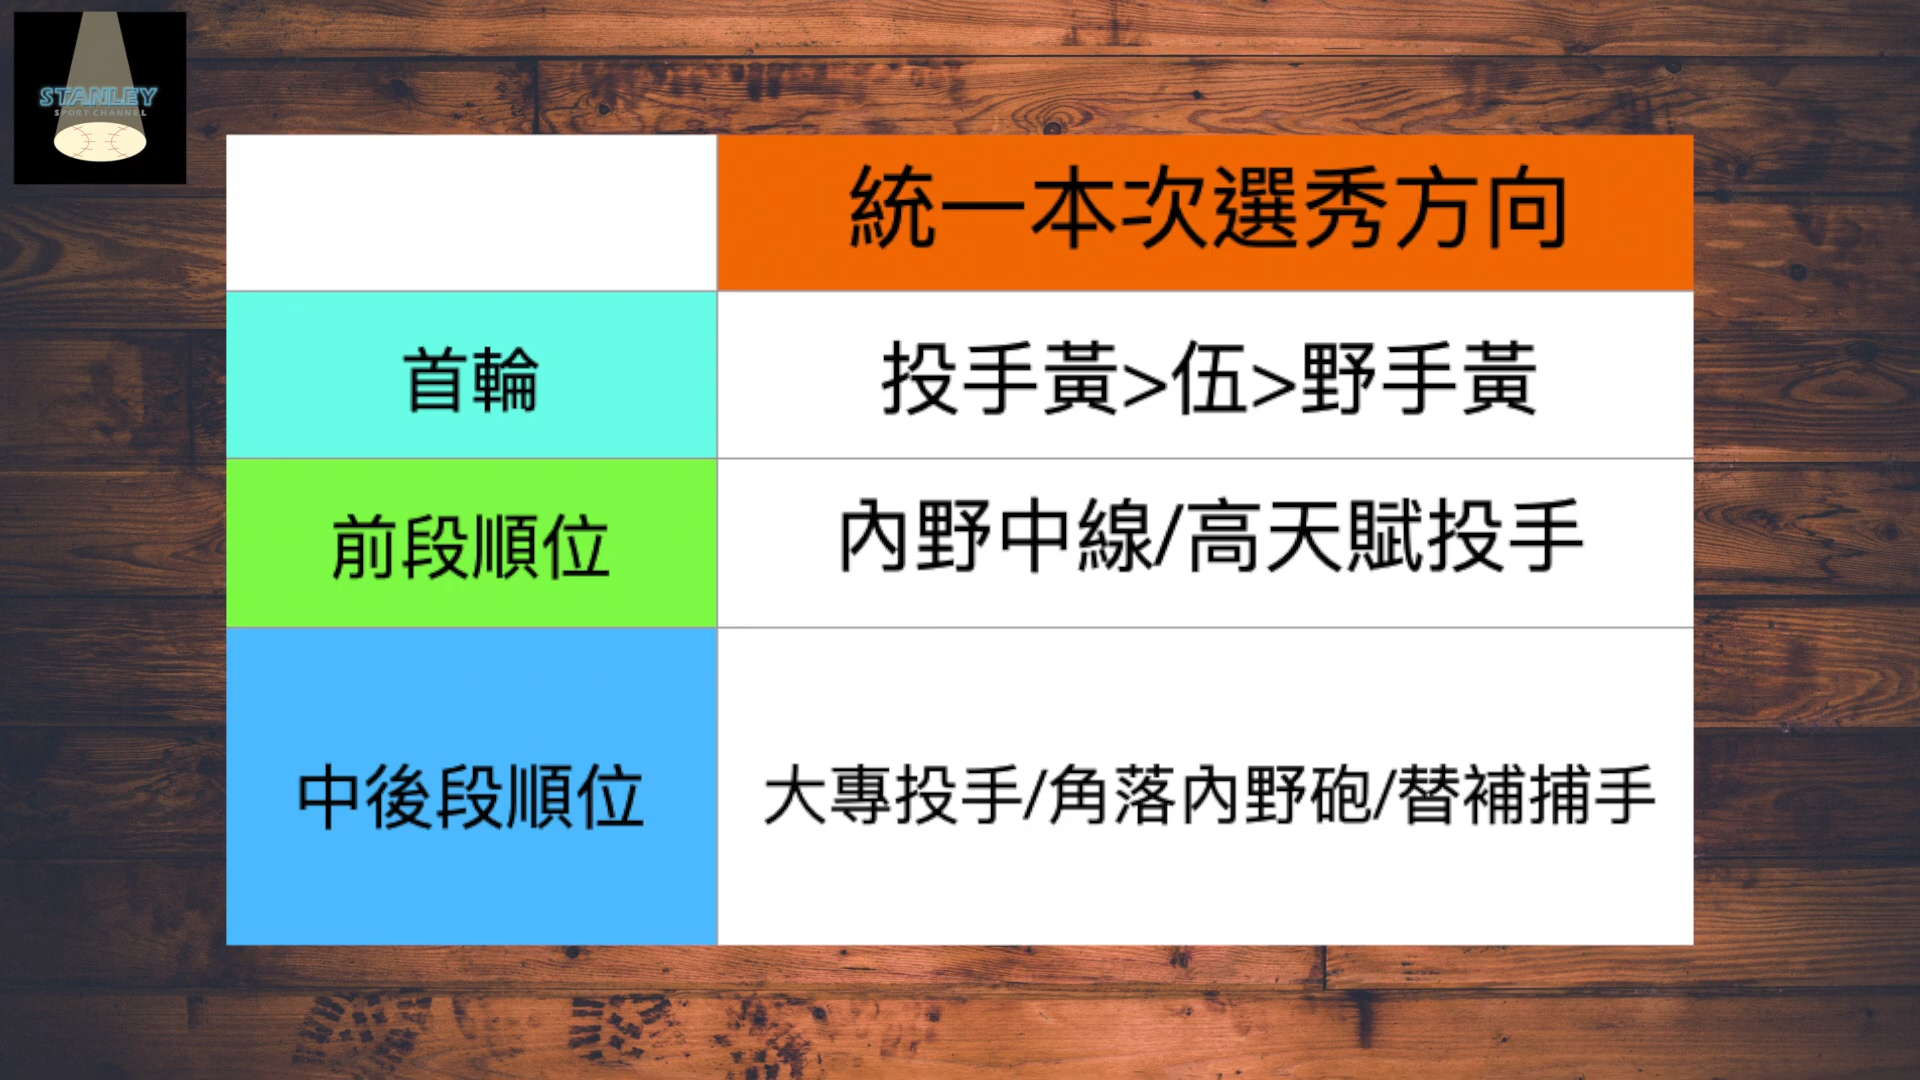 STANLEY
SPORT CHANNEL
統一本次選秀方向
首輪
投手黃>伍>野手黃
前段順位
內野中線/高天賦投手
中後段順位
大專投手/角落內野砲/替補捕手